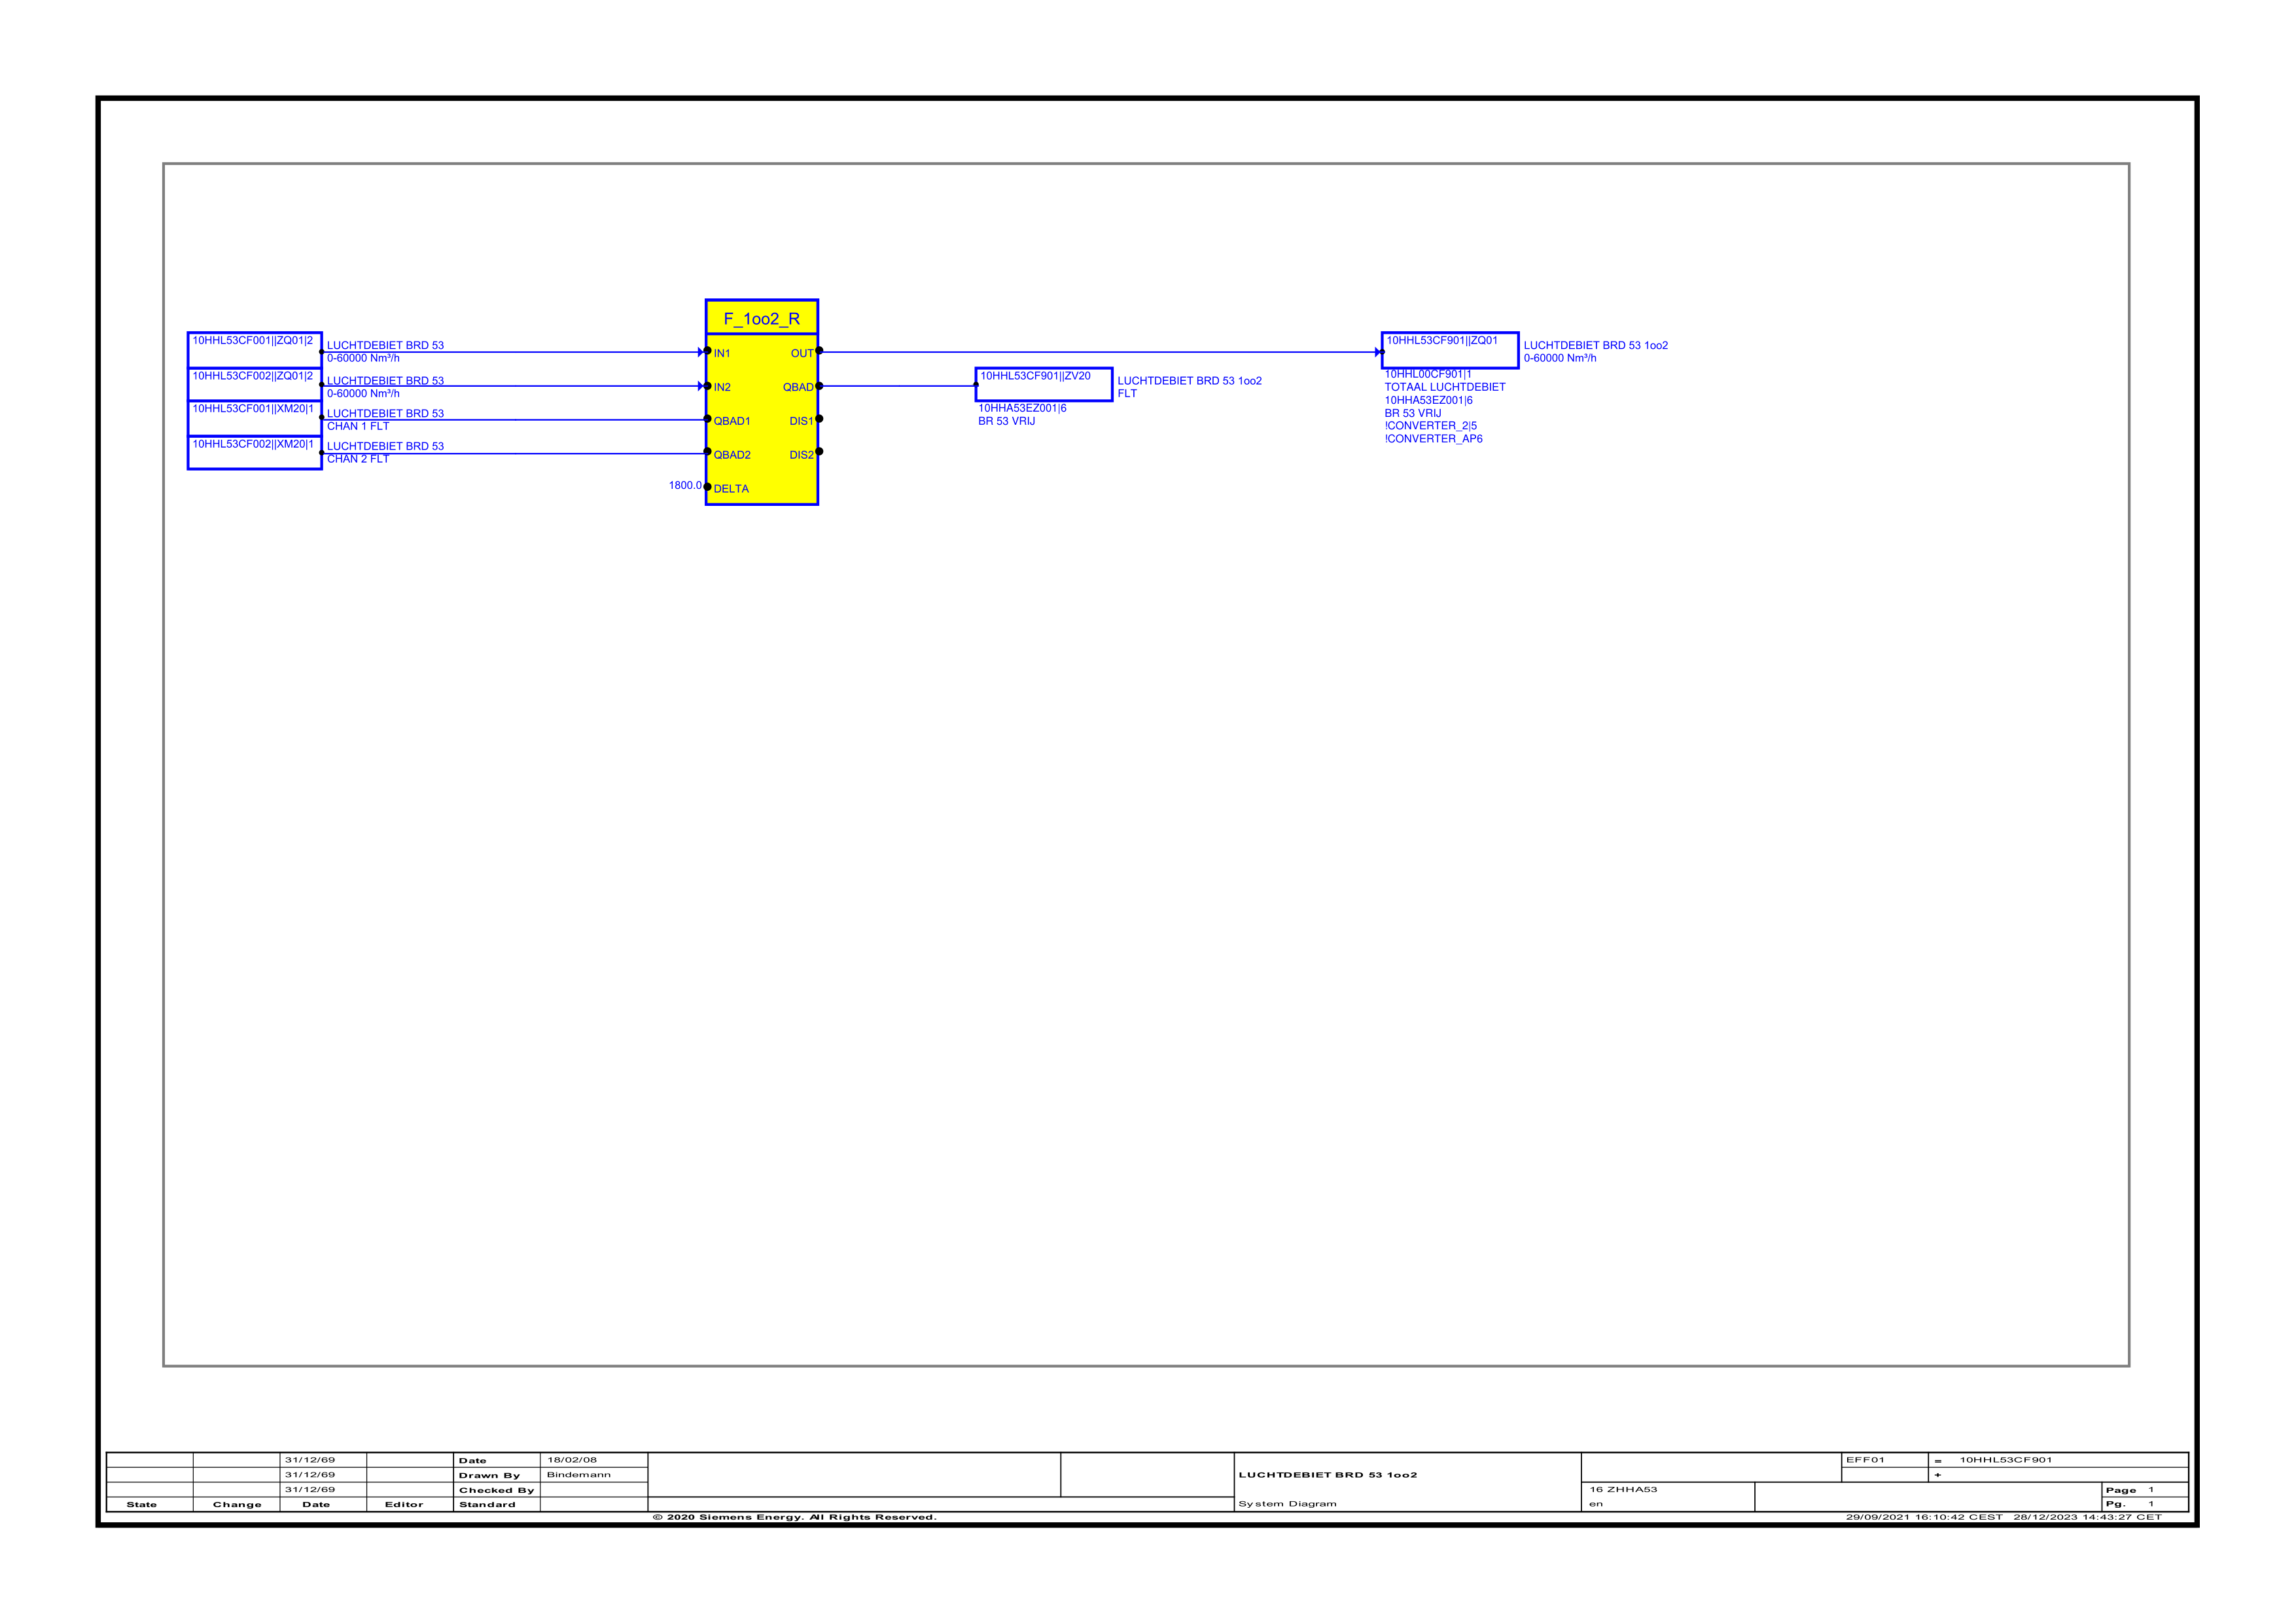 F_1oo2_R
10HHL53CF001||ZQ01|2
LUCHTDEBIET BRD 53
0-60000 Nm³/h
10HHL53CF002||ZQ01|2
LUCHTDEBIET BRD 53
0-60000 Nm³/h
10HHL53CF001||XM20|1
LUCHTDEBIET BRD 53
CHAN 1 FLT
10HHL53CF002||XM20|1
LUCHTDEBIET BRD 53
CHAN 2 FLT
1800.0
IN1
OUT
IN2
QBAD
QBAD1
DIS1
QBAD2
DIS2
DELTA
10HHL53CF901||ZV20
LUCHTDEBIET BRD 53 1oo2
FLT
10HHA53EZ001|6
BR 53 VRIJ
10HHL53CF901||ZQ01
LUCHTDEBIET BRD 53 1oo2
0-60000 Nm³/h
10HHL00CF901|1
TOTAAL LUCHTDEBIET
10HHA53EZ001|6
BR 53 VRIJ
!CONVERTER_2|5
!CONVERTER_AP6
31/12/69 Date 18/02/08
31/12/69 Drawn By Bindemann
31/12/69 Checked By
State Change Date Editor Standard
LUCHTDEBIET BRD 53 1oo2
System Diagram
16 ZHHA53
en
EFF01 = 10HHL53CF901
+
Page 1
Pg. 1
© 2020 Siemens Energy. All Rights Reserved.
29/09/2021 16:10:42 CEST 28/12/2023 14:43:27 CET